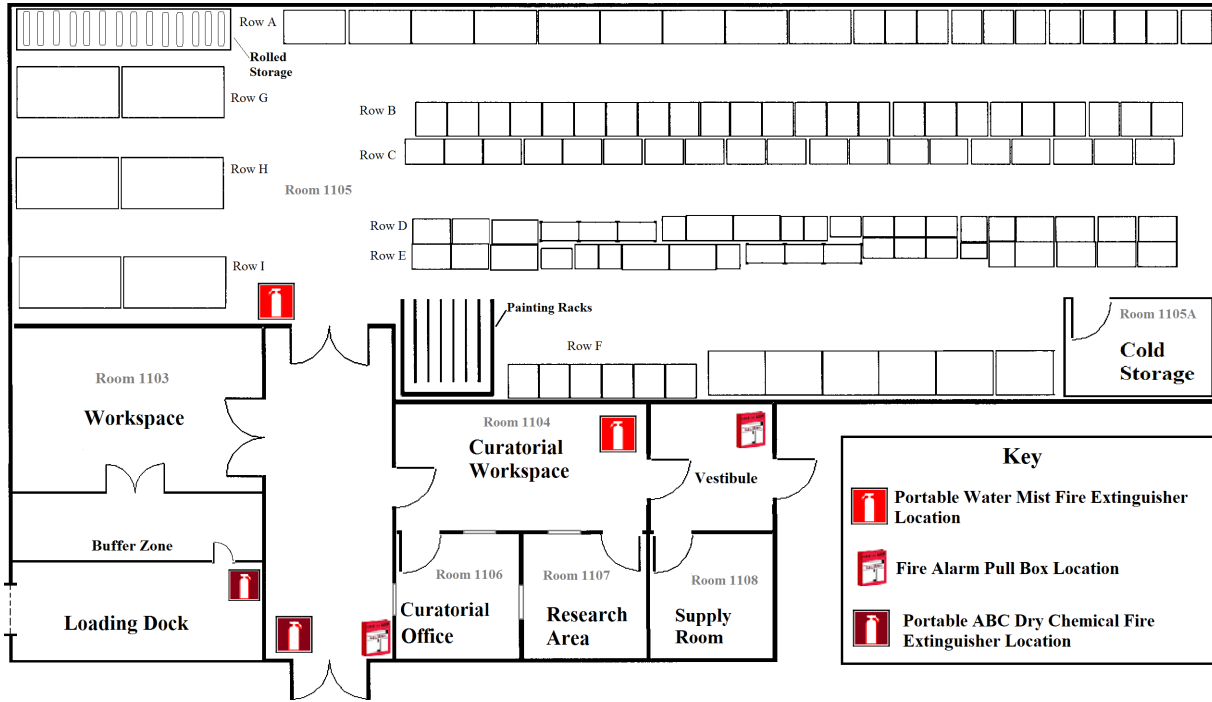 Row A
Rolled
Storage
Row G
Row B
Row C
Row H
Room 1105
Row D
Row E
Row I
Painting Racks
Room 1105A
Cold
Storage
Row F
Room 1103
Workspace
Room 1104
Curatorial
Workspace
Vestibule
Buffer Zone
Loading Dock
Room 1106
Curatorial
Office
Room 1107
Research
Area
Room 1108
Supply
Room
Key
Portable Water Mist Fire Extinguisher
Location
Fire Alarm Pull Box Location
Portable ABC Dry Chemical Fire
Extinguisher Location